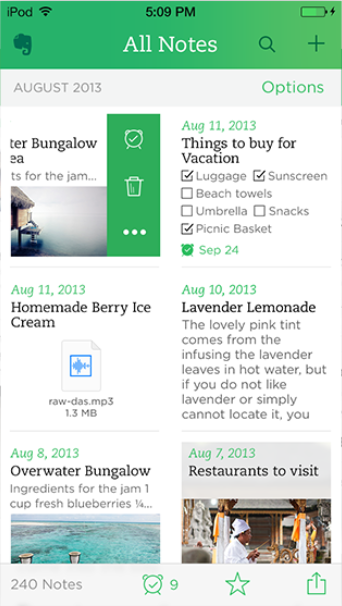 iPod 5:09 PM
All Notes
AUGUST 2013 Options
ter Bungalow
ea
ts for the jam...
Aug 11, 2013
Things to buy for
Vacation
Luggage Sunscreen
Beach towels
Umbrella Snacks
Picnic Basket
Sep 24
Aug 11, 2013
Homemade Berry Ice
Cream
raw-das.mp3
1.3 MB
Aug 10, 2013
Lavender Lemonade
The lovely pink tint
comes from the
infusing the lavender
leaves in hot water, but
if you do not like
lavender or simply
cannot locate it, you
Aug 8, 2013
Overwater Bungalow
Ingredients for the jam 1
cup fresh blueberries ¼...
Aug 7, 2013
Restaurants to visit
240 Notes 9